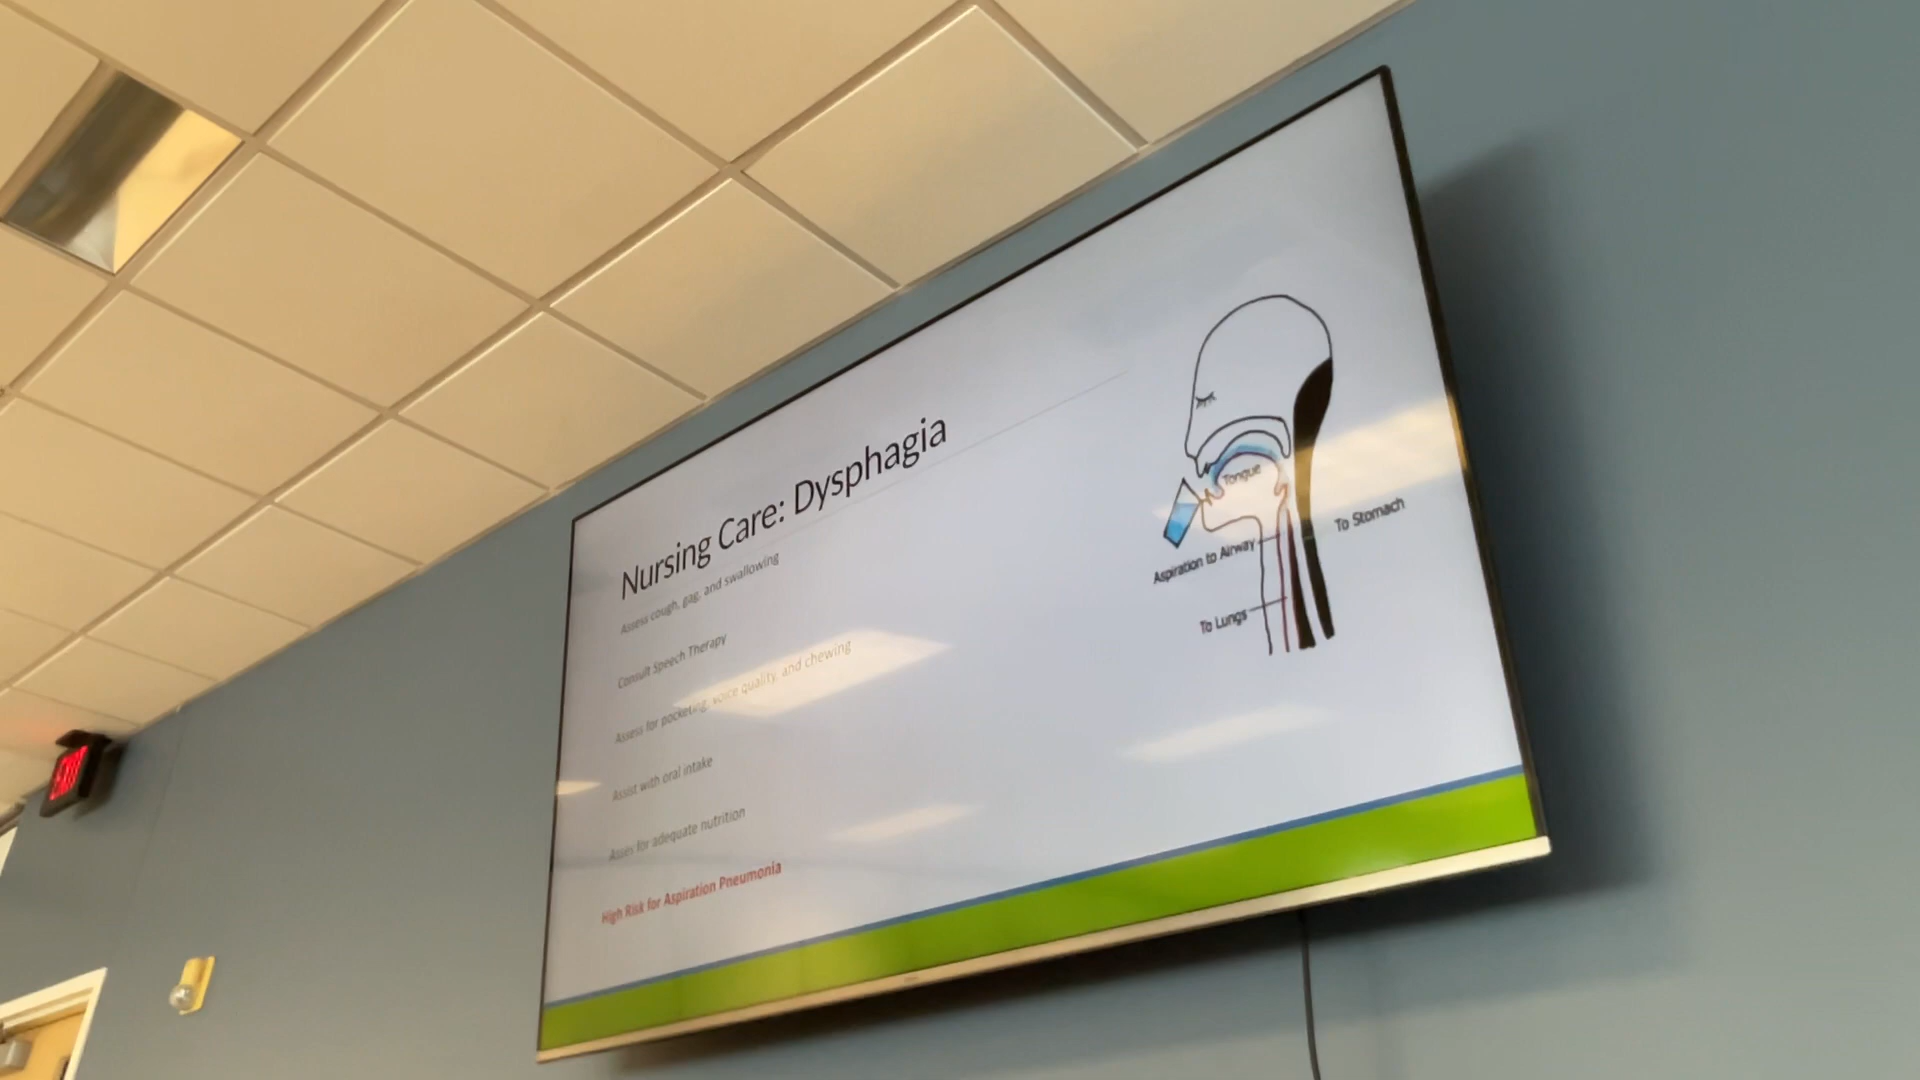 Nursing Care: Dysphagia
Assess cough, gag, and swallowing
Consult Speech Therapy
Assess for pocketing, voice quality, and chewing
Assist with oral intake
Asses for adequate nutrition
High Risk for Aspiration Pneumonia
Tongue
To Stomach
Aspiration to Airway
To Lungs